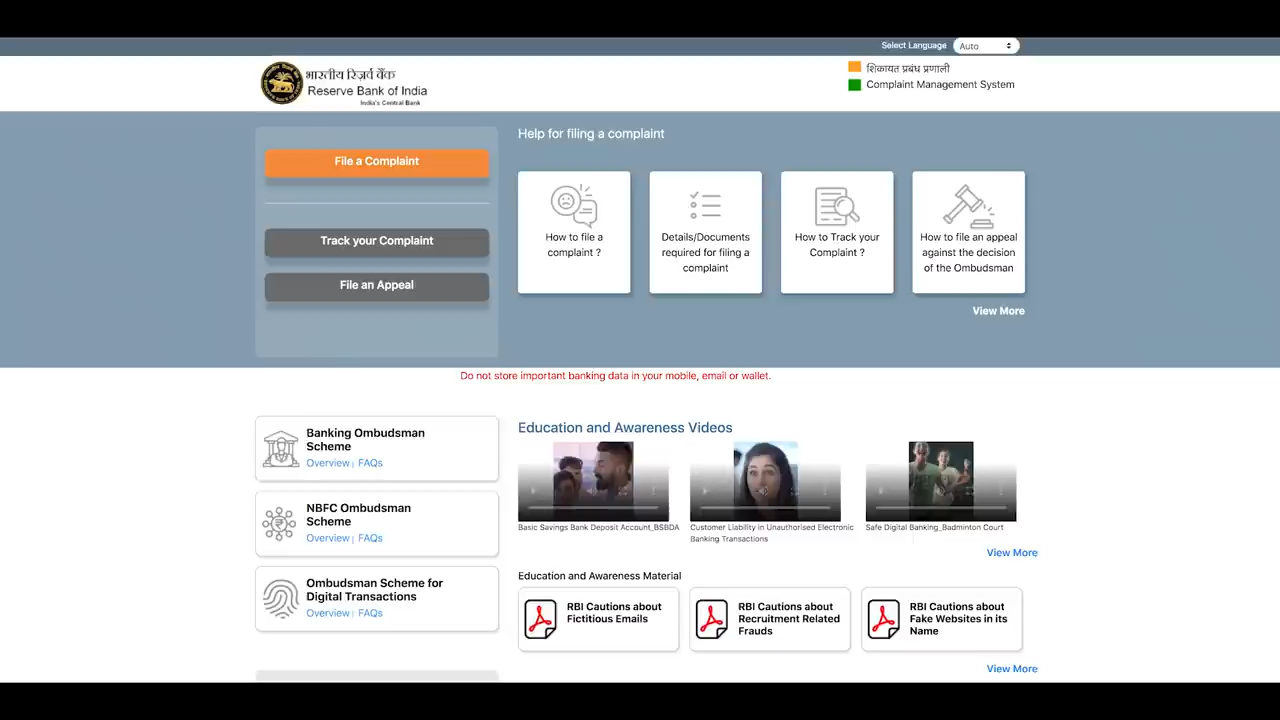 Select Language Auto
भारतीय रिज़र्व बैंक
Reserve Bank of India
India's Central Bank
शिकायत प्रबंध प्रणाली
Complaint Management System
File a Complaint
Track your Complaint
File an Appeal
Help for filing a complaint
How to file a
complaint ?
Details/Documents
required for filing a
complaint
How to Track your
Complaint ?
How to file an appeal
against the decision
of the Ombudsman
View More
Do not store important banking data in your mobile, email or wallet.
Banking Ombudsman
Scheme
Overview | FAQs
NBFC Ombudsman
Scheme
Overview | FAQs
Ombudsman Scheme for
Digital Transactions
Overview | FAQs
Education and Awareness Videos
Basic Savings Bank Deposit Account_BSBDA
Customer Liability in Unauthorised Electronic
Banking Transactions
Safe Digital Banking_Badminton Court
View More
Education and Awareness Material
RBI Cautions about
Fictitious Emails
RBI Cautions about
Recruitment Related
Frauds
RBI Cautions about
Fake Websites in its
Name
View More